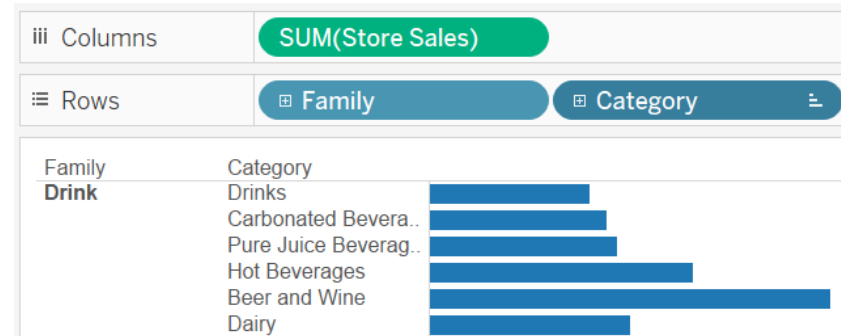 Columns SUM(Store Sales)
Rows Family Category
Family Category
Drink Drinks
Carbonated Bevera..
Pure Juice Beverag..
Hot Beverages
Beer and Wine
Dairy